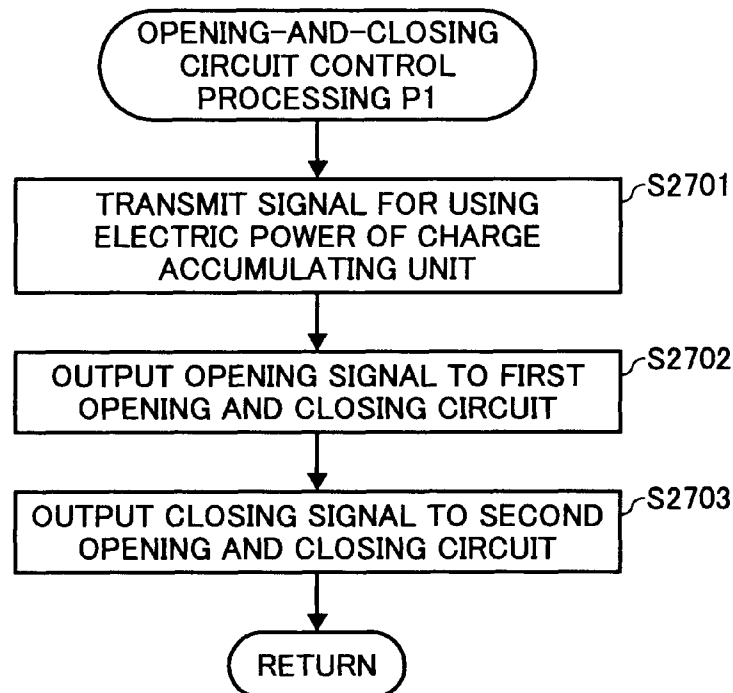 OPENING-AND-CLOSING
CIRCUIT CONTROL
PROCESSING P1
TRANSMIT SIGNAL FOR USING
ELECTRIC POWER OF CHARGE
ACCUMULATING UNIT
S2701
OUTPUT OPENING SIGNAL TO FIRST
OPENING AND CLOSING CIRCUIT
S2702
OUTPUT CLOSING SIGNAL TO SECOND
OPENING AND CLOSING CIRCUIT
S2703
RETURN